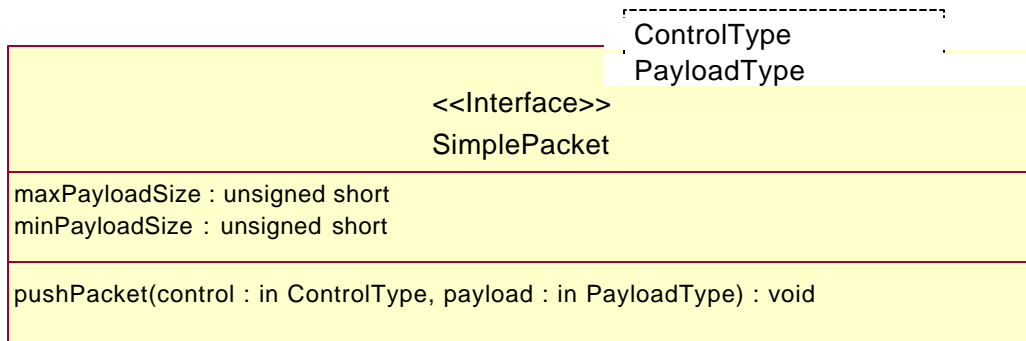 ControlType
PayloadType
<<Interface>>
SimplePacket
maxPayloadSize : unsigned short
minPayloadSize : unsigned short
pushPacket(control : in ControlType, payload : in PayloadType) : void